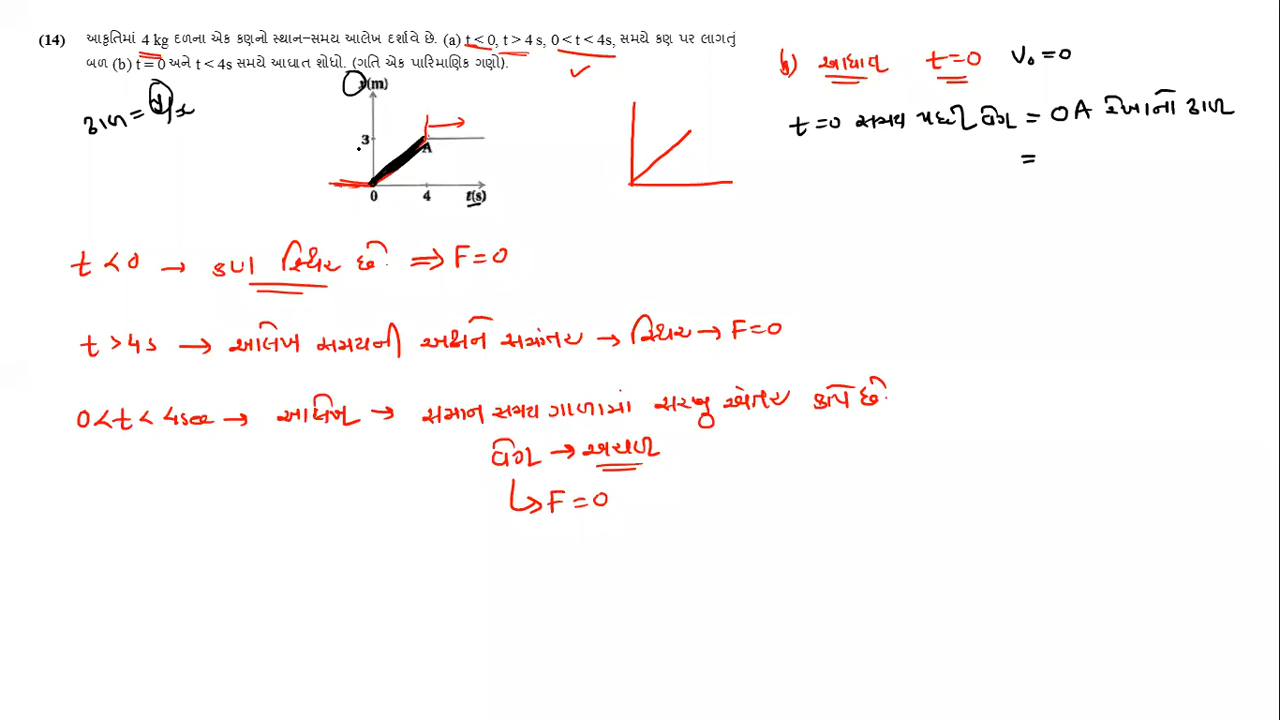 (14) આકૃતિમાં 4 kg દળના એક કણનો સ્થાન-સમય આલેખ દર્શાવે છે. (a) t < 0, t > 4 s, 0 < t < 4s, સમયે કણ પર લાગતું
બળ (b) t = 0 અને t < 4s સમયે આઘાત શોધો. (ગતિ એક પારિમાણિક ગણો).
ઢાળ = y/x
y(m)
3
A
0 4 t(s)
b) આઘાત t=0 V₀ = 0
t=0 સમય પછી વેગ = OA રેખાનો ઢાળ
=
t < 0 → કણ સ્થિર છે. ⇒ F=0
t > 4s → આલેખ સમયની અક્ષને સમાંતર → સ્થિર → F=0
0 < t < 4sec → આલેખ → સમાન સમય ગાળામાં સરખુ અંતર કાપે છે.
વેગ → અચળ
↳ F = 0